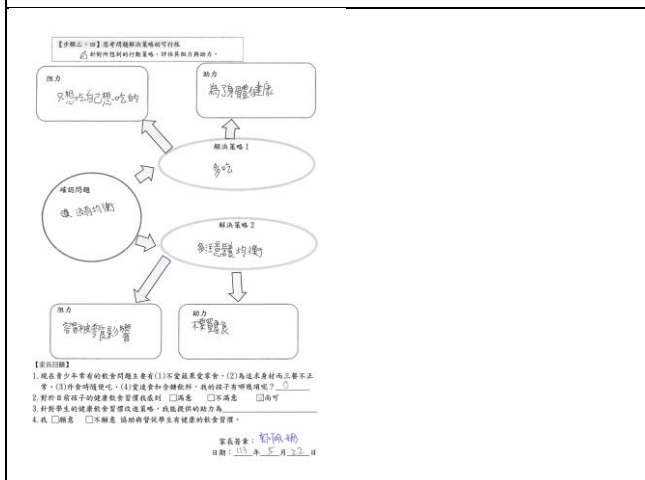 【步驟三、四】思考問題解決策略的可行性
針對所想到的行動策略，評估其阻力與助力。
阻力
只想吃自己想吃的
助力
為了身體健康
解決策略1
多吃
確認問題
沒有均衡
解決策略2
多注意營養均衡
阻力
容易被零食影響
助力
不要買零食
【家長回饋】
1. 現在青少年常有的飲食問題主要有(1)不愛蔬果愛零食、(2)為追求身材而三餐不正
常、(3)外食時隨便吃、(4)愛速食和含糖飲料，我的孩子有哪幾項呢？ 0
2. 對於目前孩子的健康飲食習慣我感到 □滿意 □不滿意 ☑尚可
3. 針對學生的健康飲食習慣改進策略，我能提供的助力為
4. 我 □願意 □不願意 協助與督促學生有健康的飲食習慣。
家長簽章：
日期：113 年 5 月 22 日